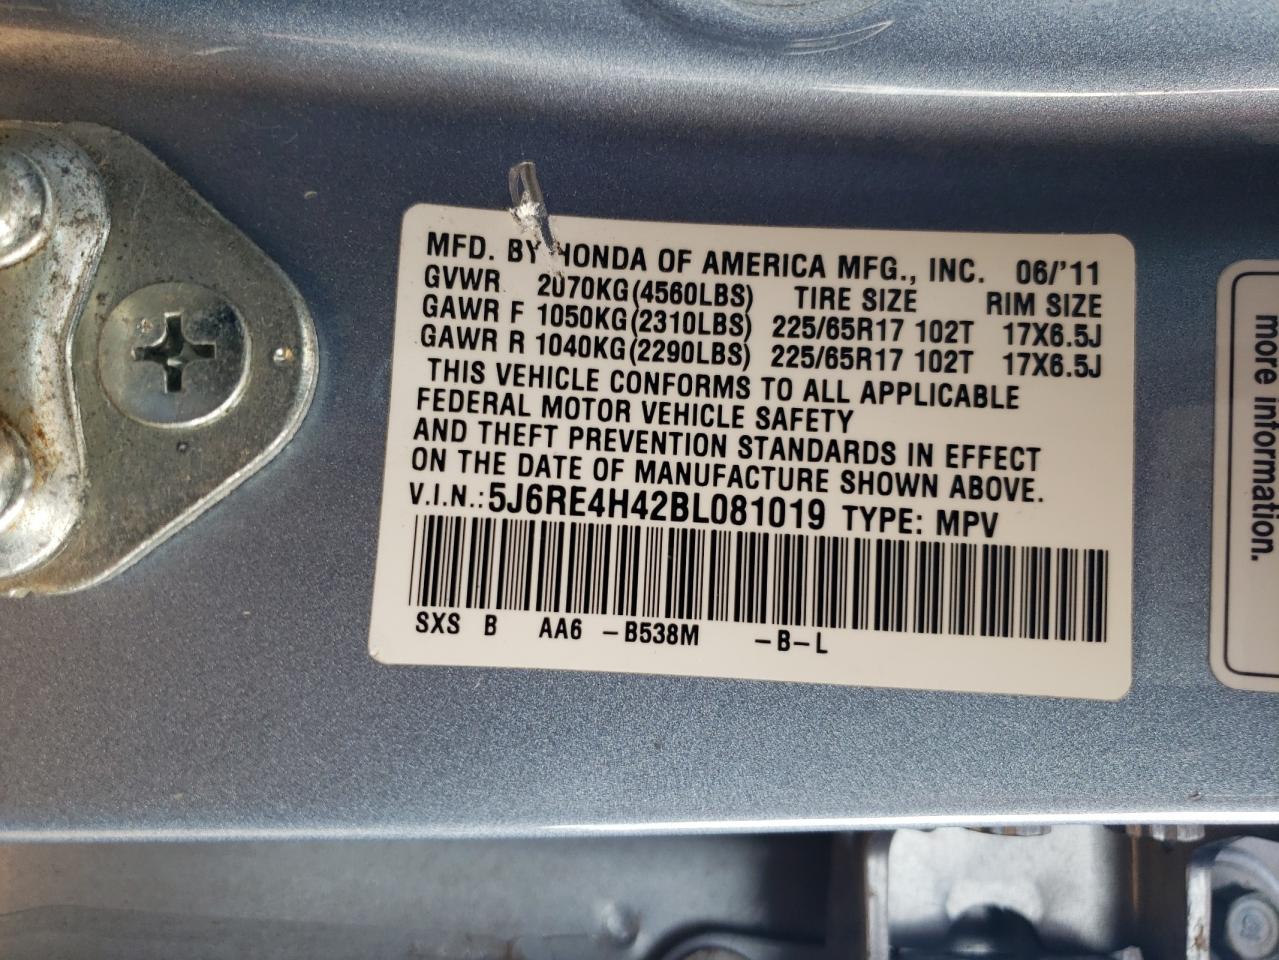 MFD. BY HONDA OF AMERICA MFG., INC. 06/'11
GVWR 2070KG(4560LBS) TIRE SIZE RIM SIZE
GAWR F 1050KG(2310LBS) 225/65R17 102T 17X6.5J
GAWR R 1040KG(2290LBS) 225/65R17 102T 17X6.5J
THIS VEHICLE CONFORMS TO ALL APPLICABLE
FEDERAL MOTOR VEHICLE SAFETY
AND THEFT PREVENTION STANDARDS IN EFFECT
ON THE DATE OF MANUFACTURE SHOWN ABOVE.
V.I.N.: 5J6RE4H42BL081019 TYPE: MPV
SXS B AA6 -B538M -B-L
more information.